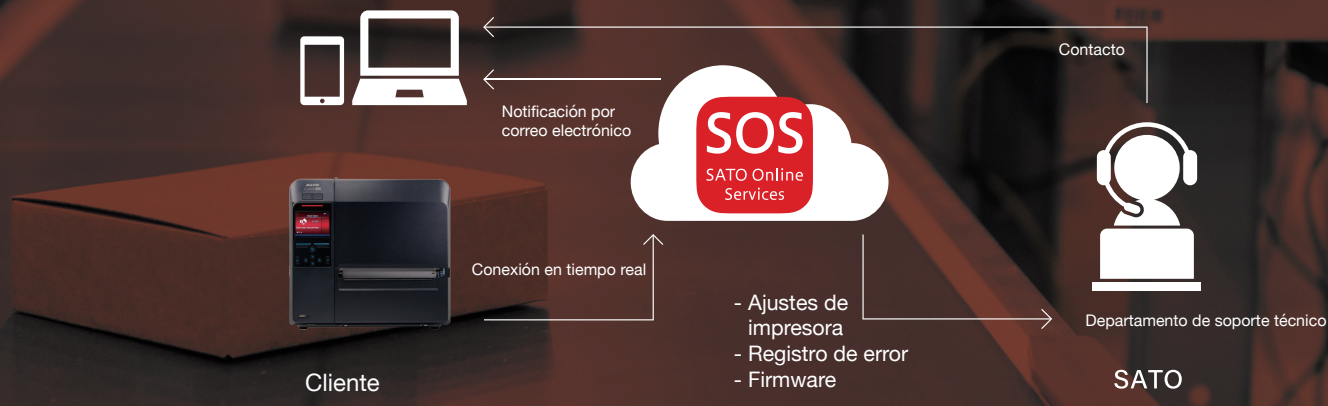 Contacto
Notificación por
correo electrónico
SOS
SATO Online
Services
Conexión en tiempo real
- Ajustes de
impresora
- Registro de error
- Firmware
Departamento de soporte técnico
Cliente
SATO